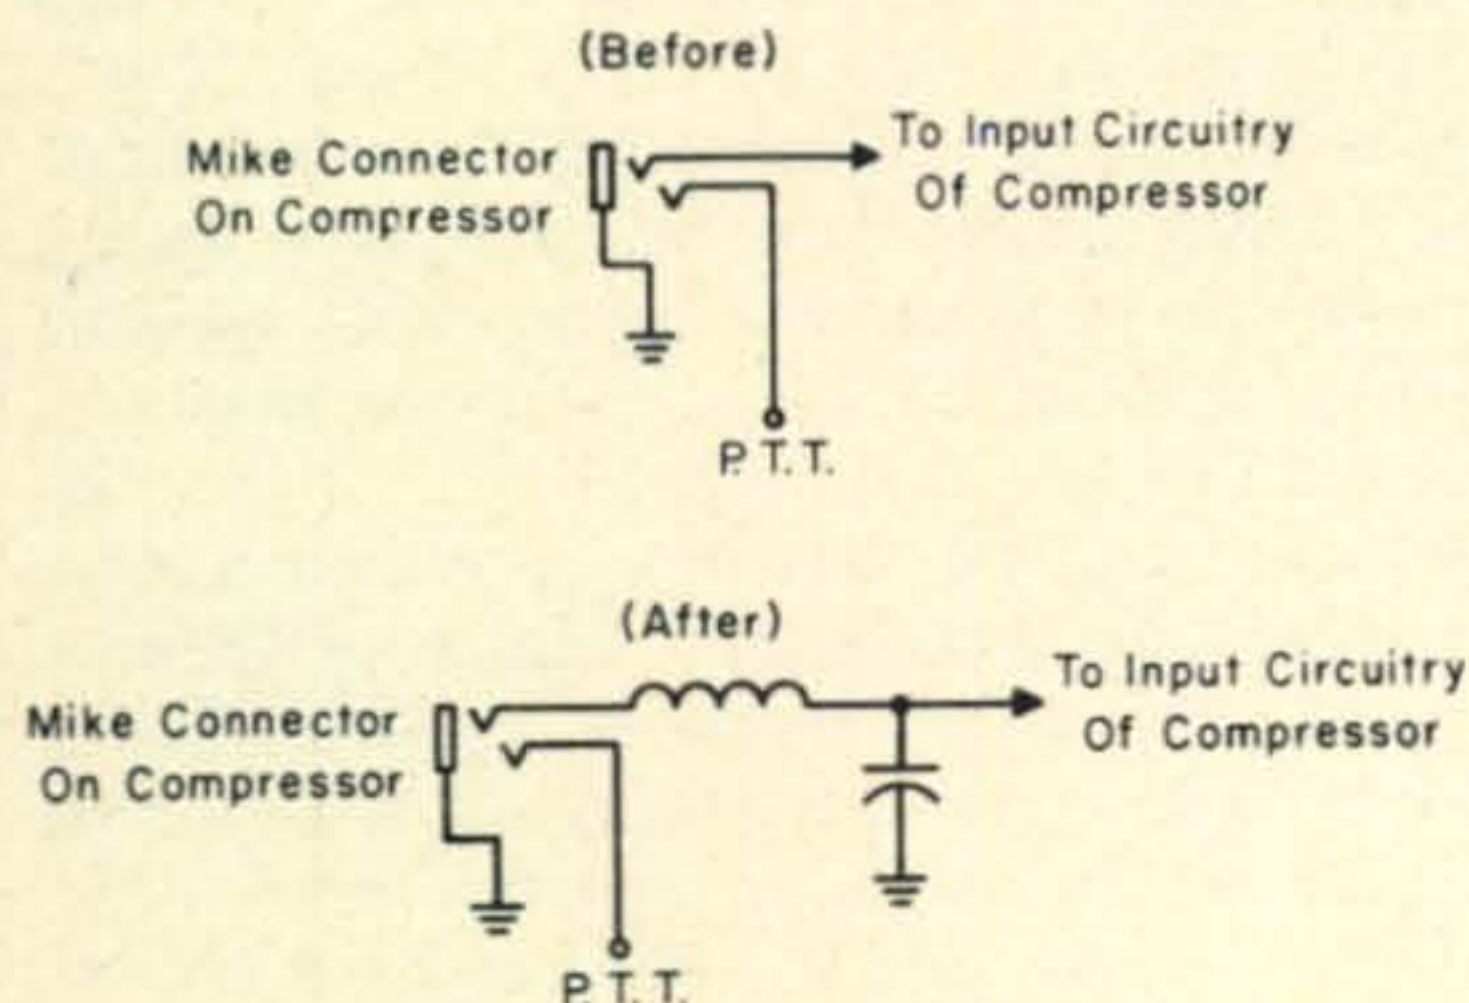 (Before)
Mike Connector
On Compressor
To Input Circuitry
Of Compressor
P.T.T.
(After)
Mike Connector
On Compressor
To Input Circuitry
Of Compressor
P.T.T.